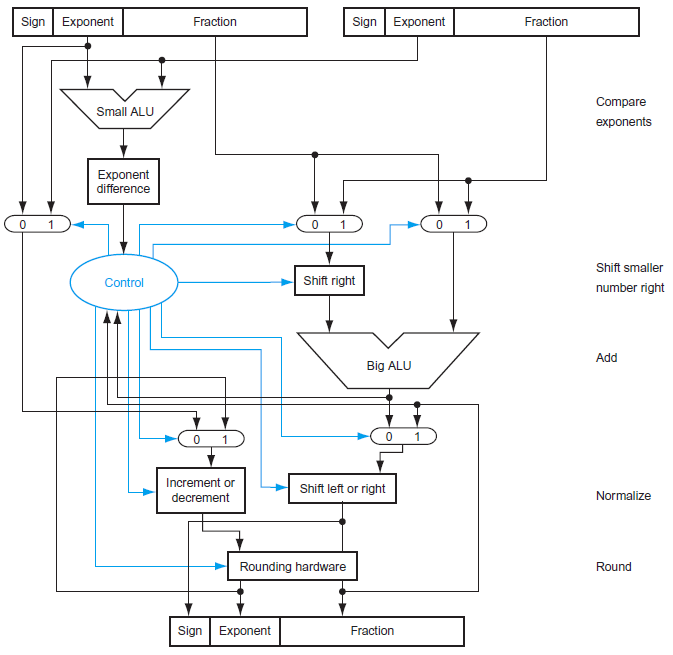 Sign Exponent Fraction Sign Exponent Fraction
Small ALU
Compare
exponents
Exponent
difference
0 1 0 1 0 1
Control
Shift right
Shift smaller
number right
Big ALU
Add
0 1 0 1
Increment or
decrement
Shift left or right
Normalize
Rounding hardware
Round
Sign Exponent Fraction